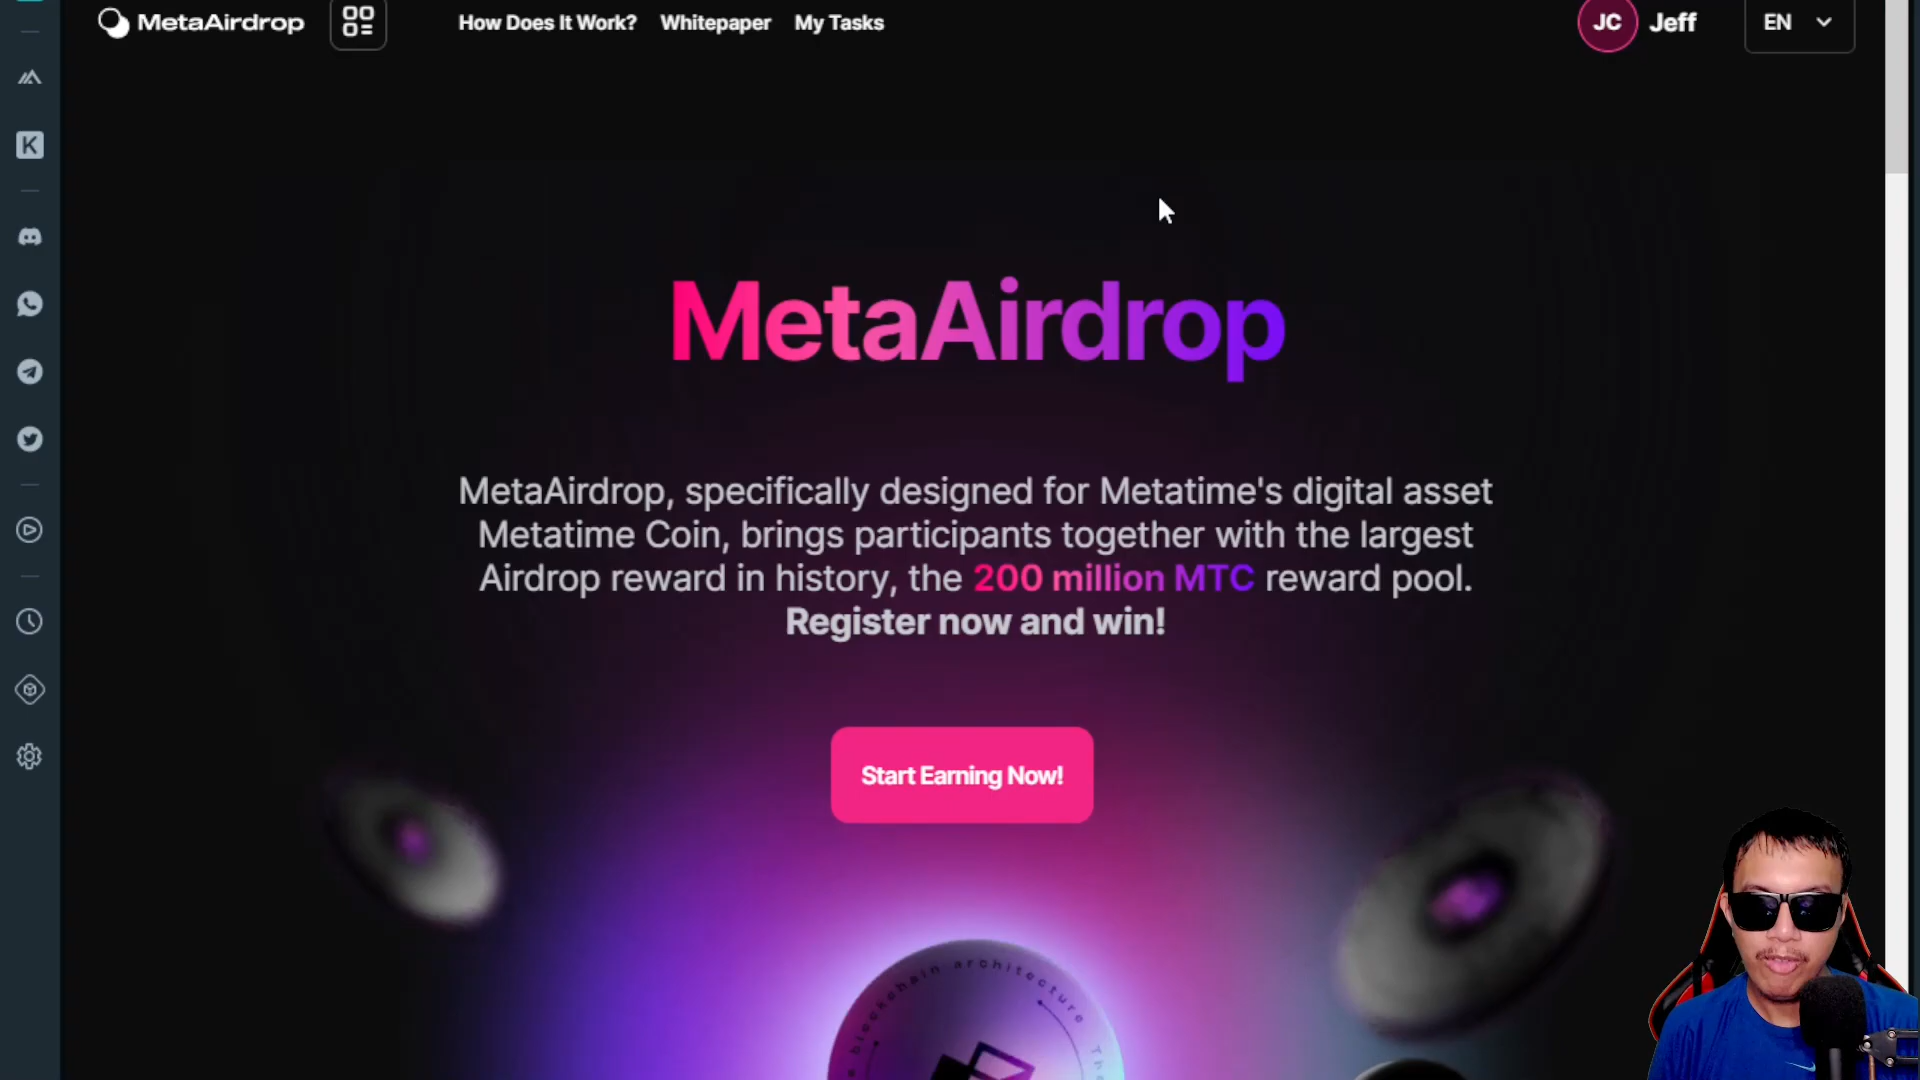 MetaAirdrop
How Does It Work? Whitepaper My Tasks
JC Jeff
EN
K
MetaAirdrop
MetaAirdrop, specifically designed for Metatime's digital asset
Metatime Coin, brings participants together with the largest
Airdrop reward in history, the 200 million MTC reward pool.
Register now and win!
Start Earning Now!
blockchain architecture